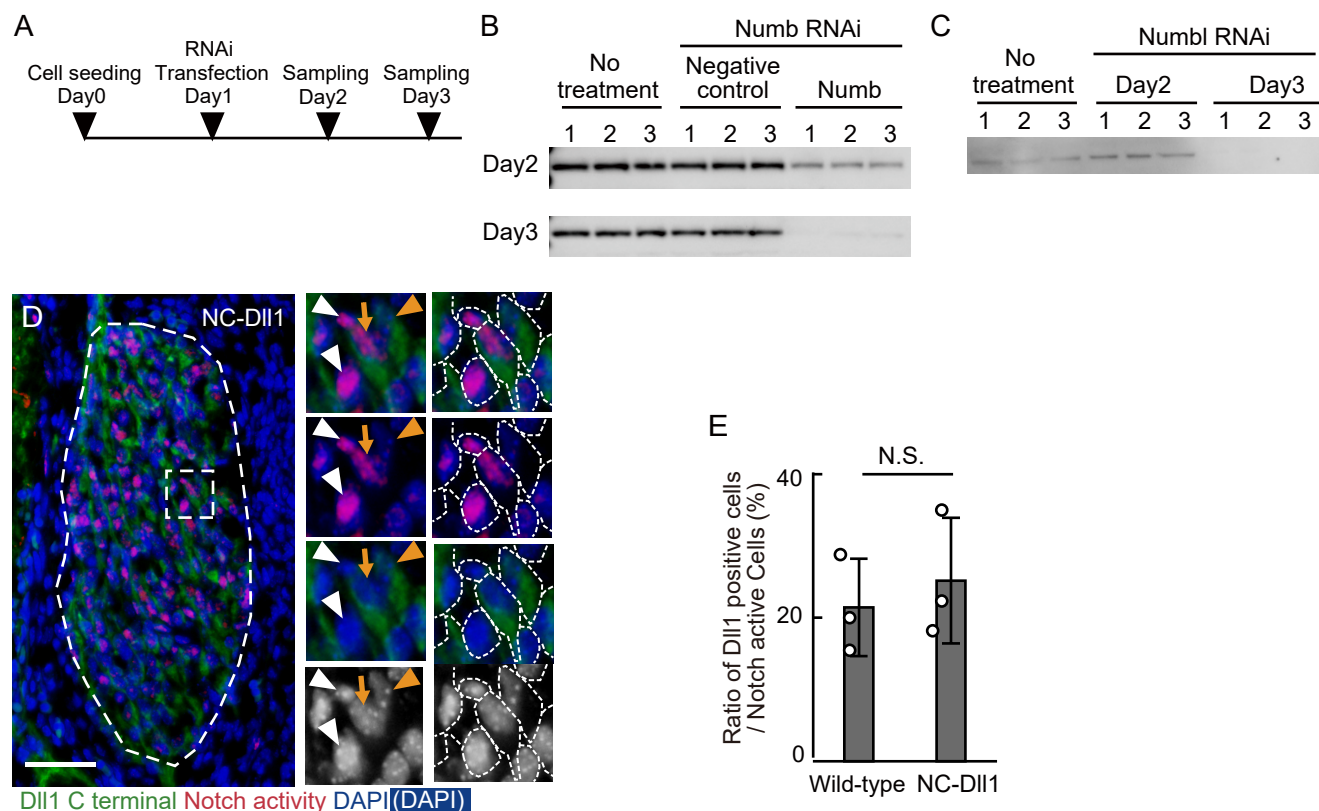 A
Cell seeding
Day0
RNAi
Transfection
Day1
Sampling
Day2
Sampling
Day3
B
Numb RNAi
No
treatment
Negative
control
Numb
1 2 3 1 2 3 1 2 3
Day2
Day3
C
Numbl RNAi
No
treatment
Day2
Day3
1 2 3 1 2 3 1 2 3
D
NC-Dll1
Dll1 C terminal Notch activity DAPI (DAPI)
E
N.S.
Ratio of Dll1 positive cells
/ Notch active Cells (%)
40
20
0
Wild-type NC-Dll1